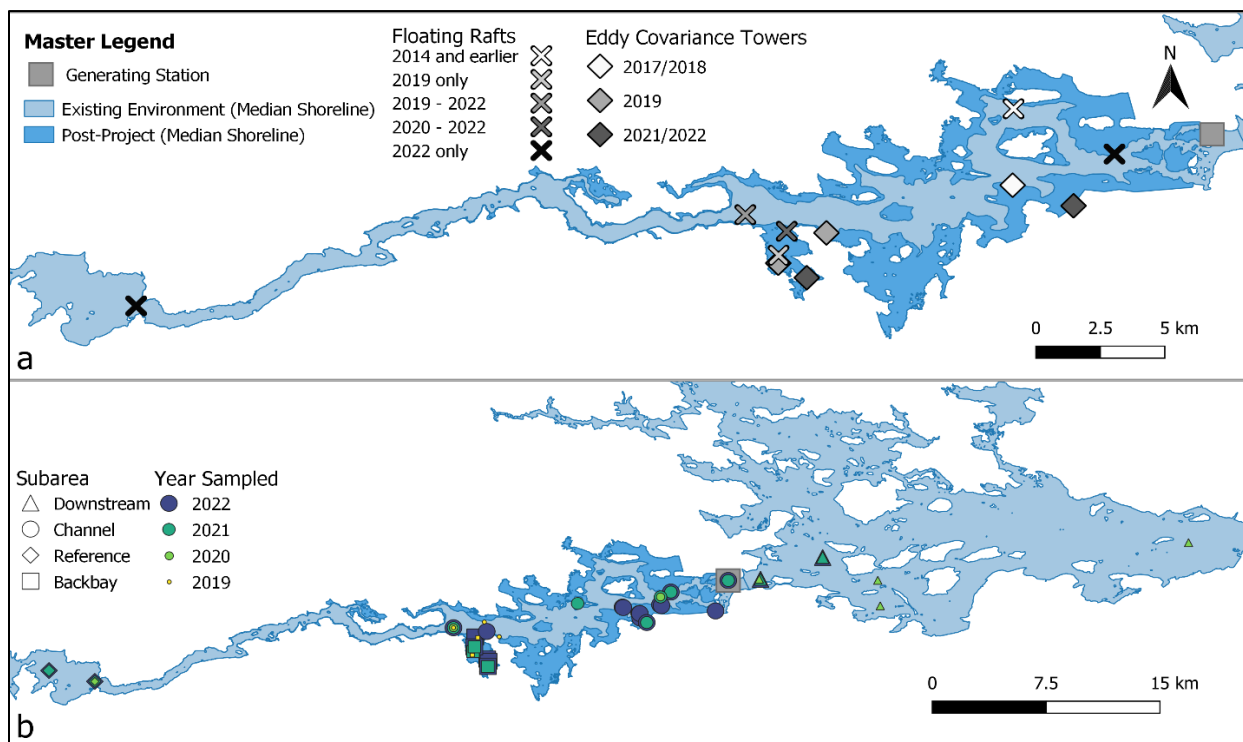 Master Legend
Generating Station
Existing Environment (Median Shoreline)
Post-Project (Median Shoreline)
Floating Rafts
2014 and earlier
2019 only
2019 - 2022
2020 - 2022
2022 only
Eddy Covariance Towers
2017/2018
2019
2021/2022
N
0 2.5 5 km
a
Subarea
Downstream
Channel
Reference
Backbay
Year Sampled
2022
2021
2020
2019
0 7.5 15 km
b